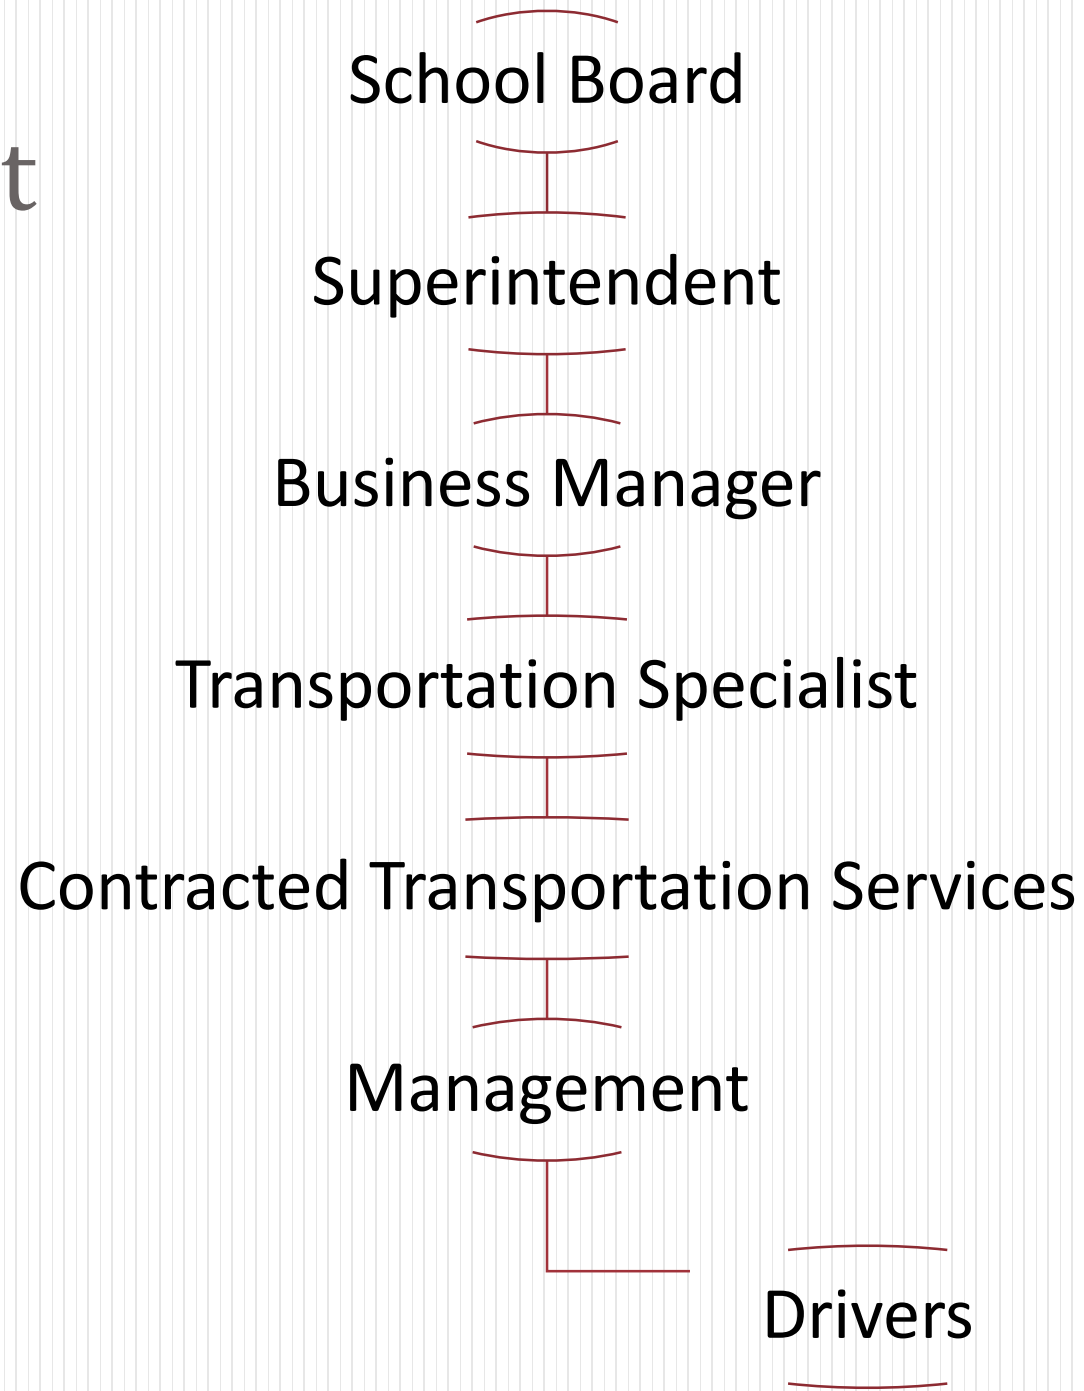 School Board
t
Superintendent
Business Manager
Transportation Specialist
Contracted Transportation Services
Management
Drivers